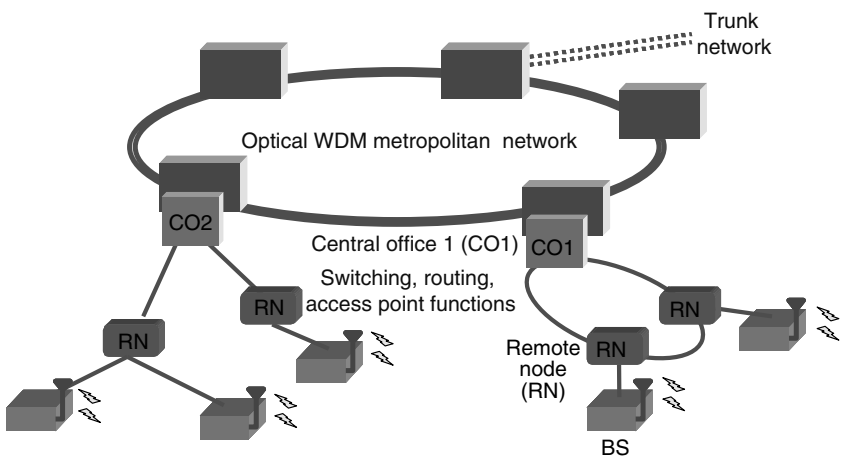 Trunk
network
Optical WDM metropolitan network
CO2
Central office 1 (CO1)
CO1
Switching, routing,
access point functions
RN
RN
RN
Remote
node
(RN)
RN
BS